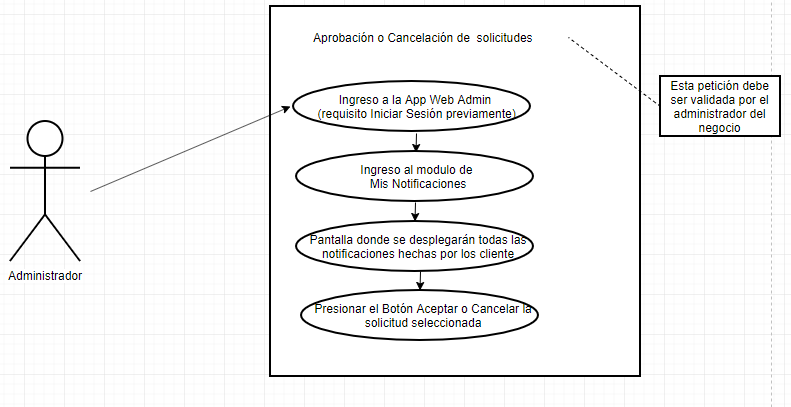 Aprobación o Cancelación de solicitudes
Esta petición debe
ser validada por el
administrador del
negocio
Ingreso a la App Web Admin
(requisito Iniciar Sesión previamente)
Ingreso al modulo de
Mis Notificaciones
Pantalla donde se desplegarán todas las
notificaciones hechas por los cliente
Presionar el Botón Aceptar o Cancelar la
solicitud seleccionada
Administrador